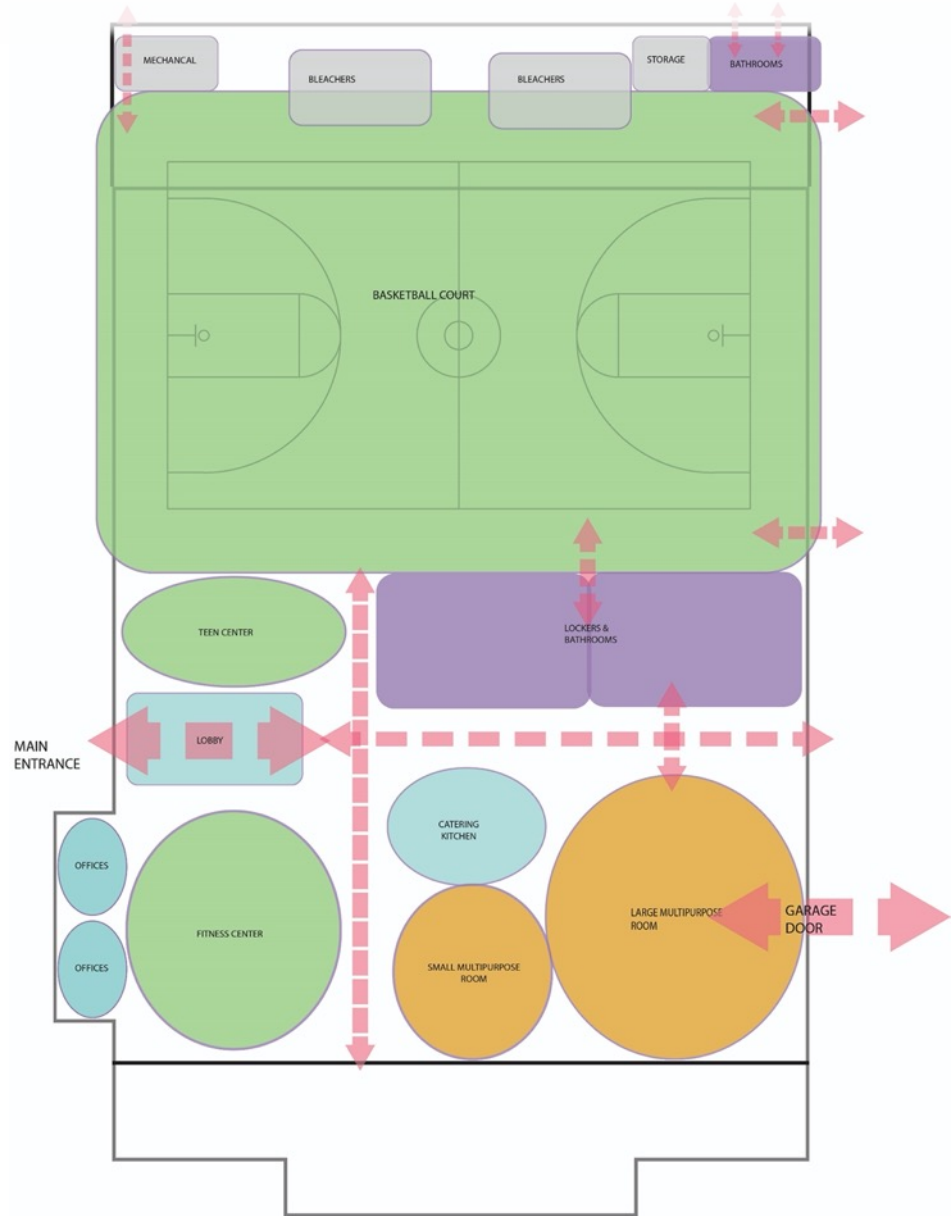 MECHANCAL
BLEACHERS
BLEACHERS
STORAGE
BATHROOMS
BASKETBALL COURT
TEEN CENTER
LOCKERS &
BATHROOMS
MAIN
ENTRANCE
LOBBY
CATERING
KITCHEN
OFFICES
OFFICES
FITNESS CENTER
SMALL MULTIPURPOSE
ROOM
LARGE MULTIPURPOSE
ROOM
GARAGE
DOOR